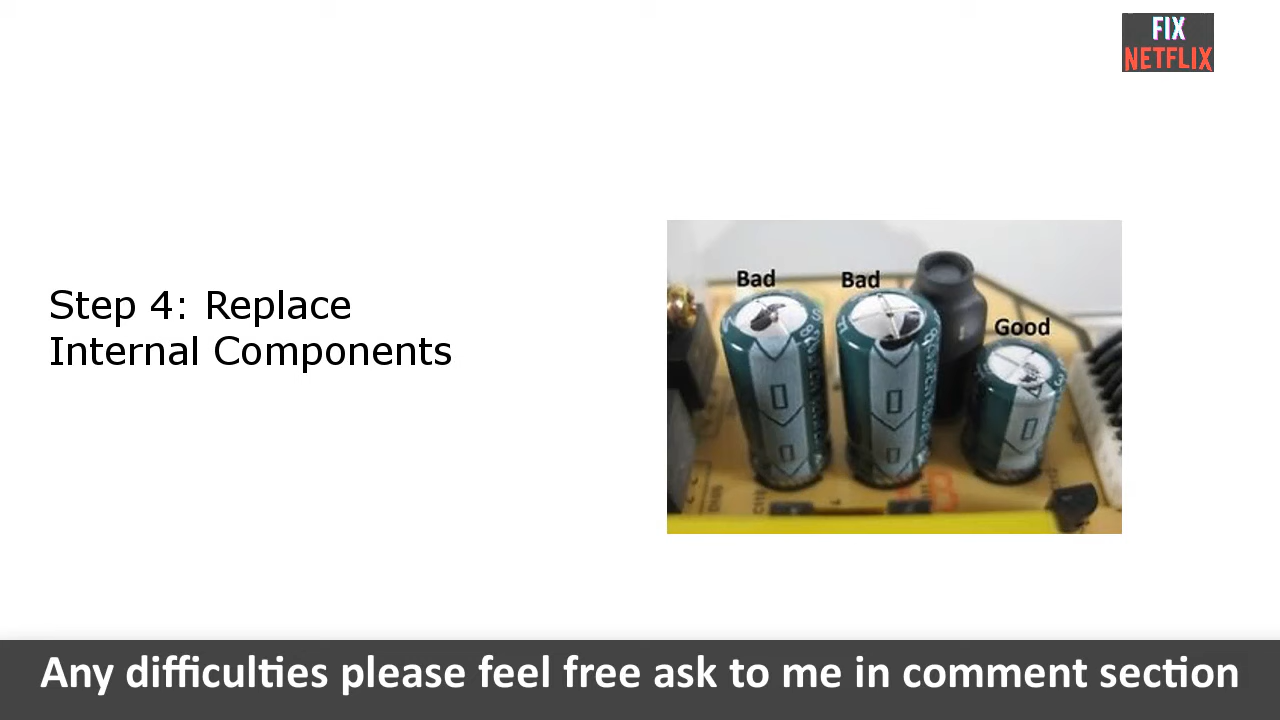 FIX
NETFLIX
Step 4: Replace
Internal Components
Bad
Bad
Good
Any difficulties please feel free ask to me in comment section